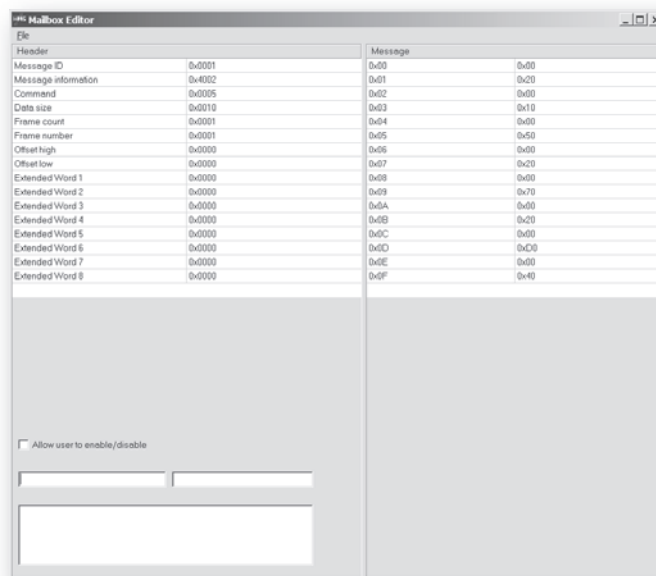 Mailbox Editor
File
Header
Message ID 0x0001
Message information 0x4002
Command 0x0005
Data size 0x0010
Frame count 0x0001
Frame number 0x0001
Offset high 0x0000
Offset low 0x0000
Extended Word 1 0x0000
Extended Word 2 0x0000
Extended Word 3 0x0000
Extended Word 4 0x0000
Extended Word 5 0x0000
Extended Word 6 0x0000
Extended Word 7 0x0000
Extended Word 8 0x0000
Allow user to enable/disable
Message
0x00 0x00
0x01 0x20
0x02 0x00
0x03 0x10
0x04 0x00
0x05 0x50
0x06 0x00
0x07 0x20
0x08 0x00
0x09 0x70
0x0A 0x00
0x0B 0x20
0x0C 0x00
0x0D 0xD0
0x0E 0x00
0x0F 0x40